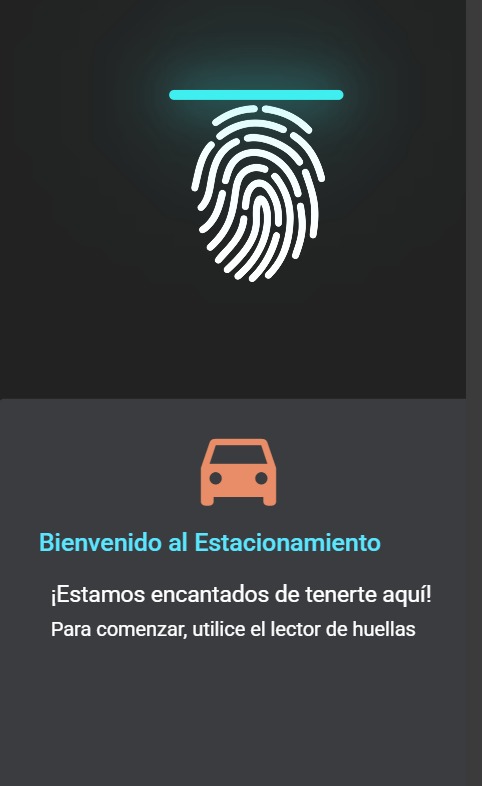 Bienvenido al Estacionamiento
¡Estamos encantados de tenerte aquí!
Para comenzar, utilice el lector de huellas